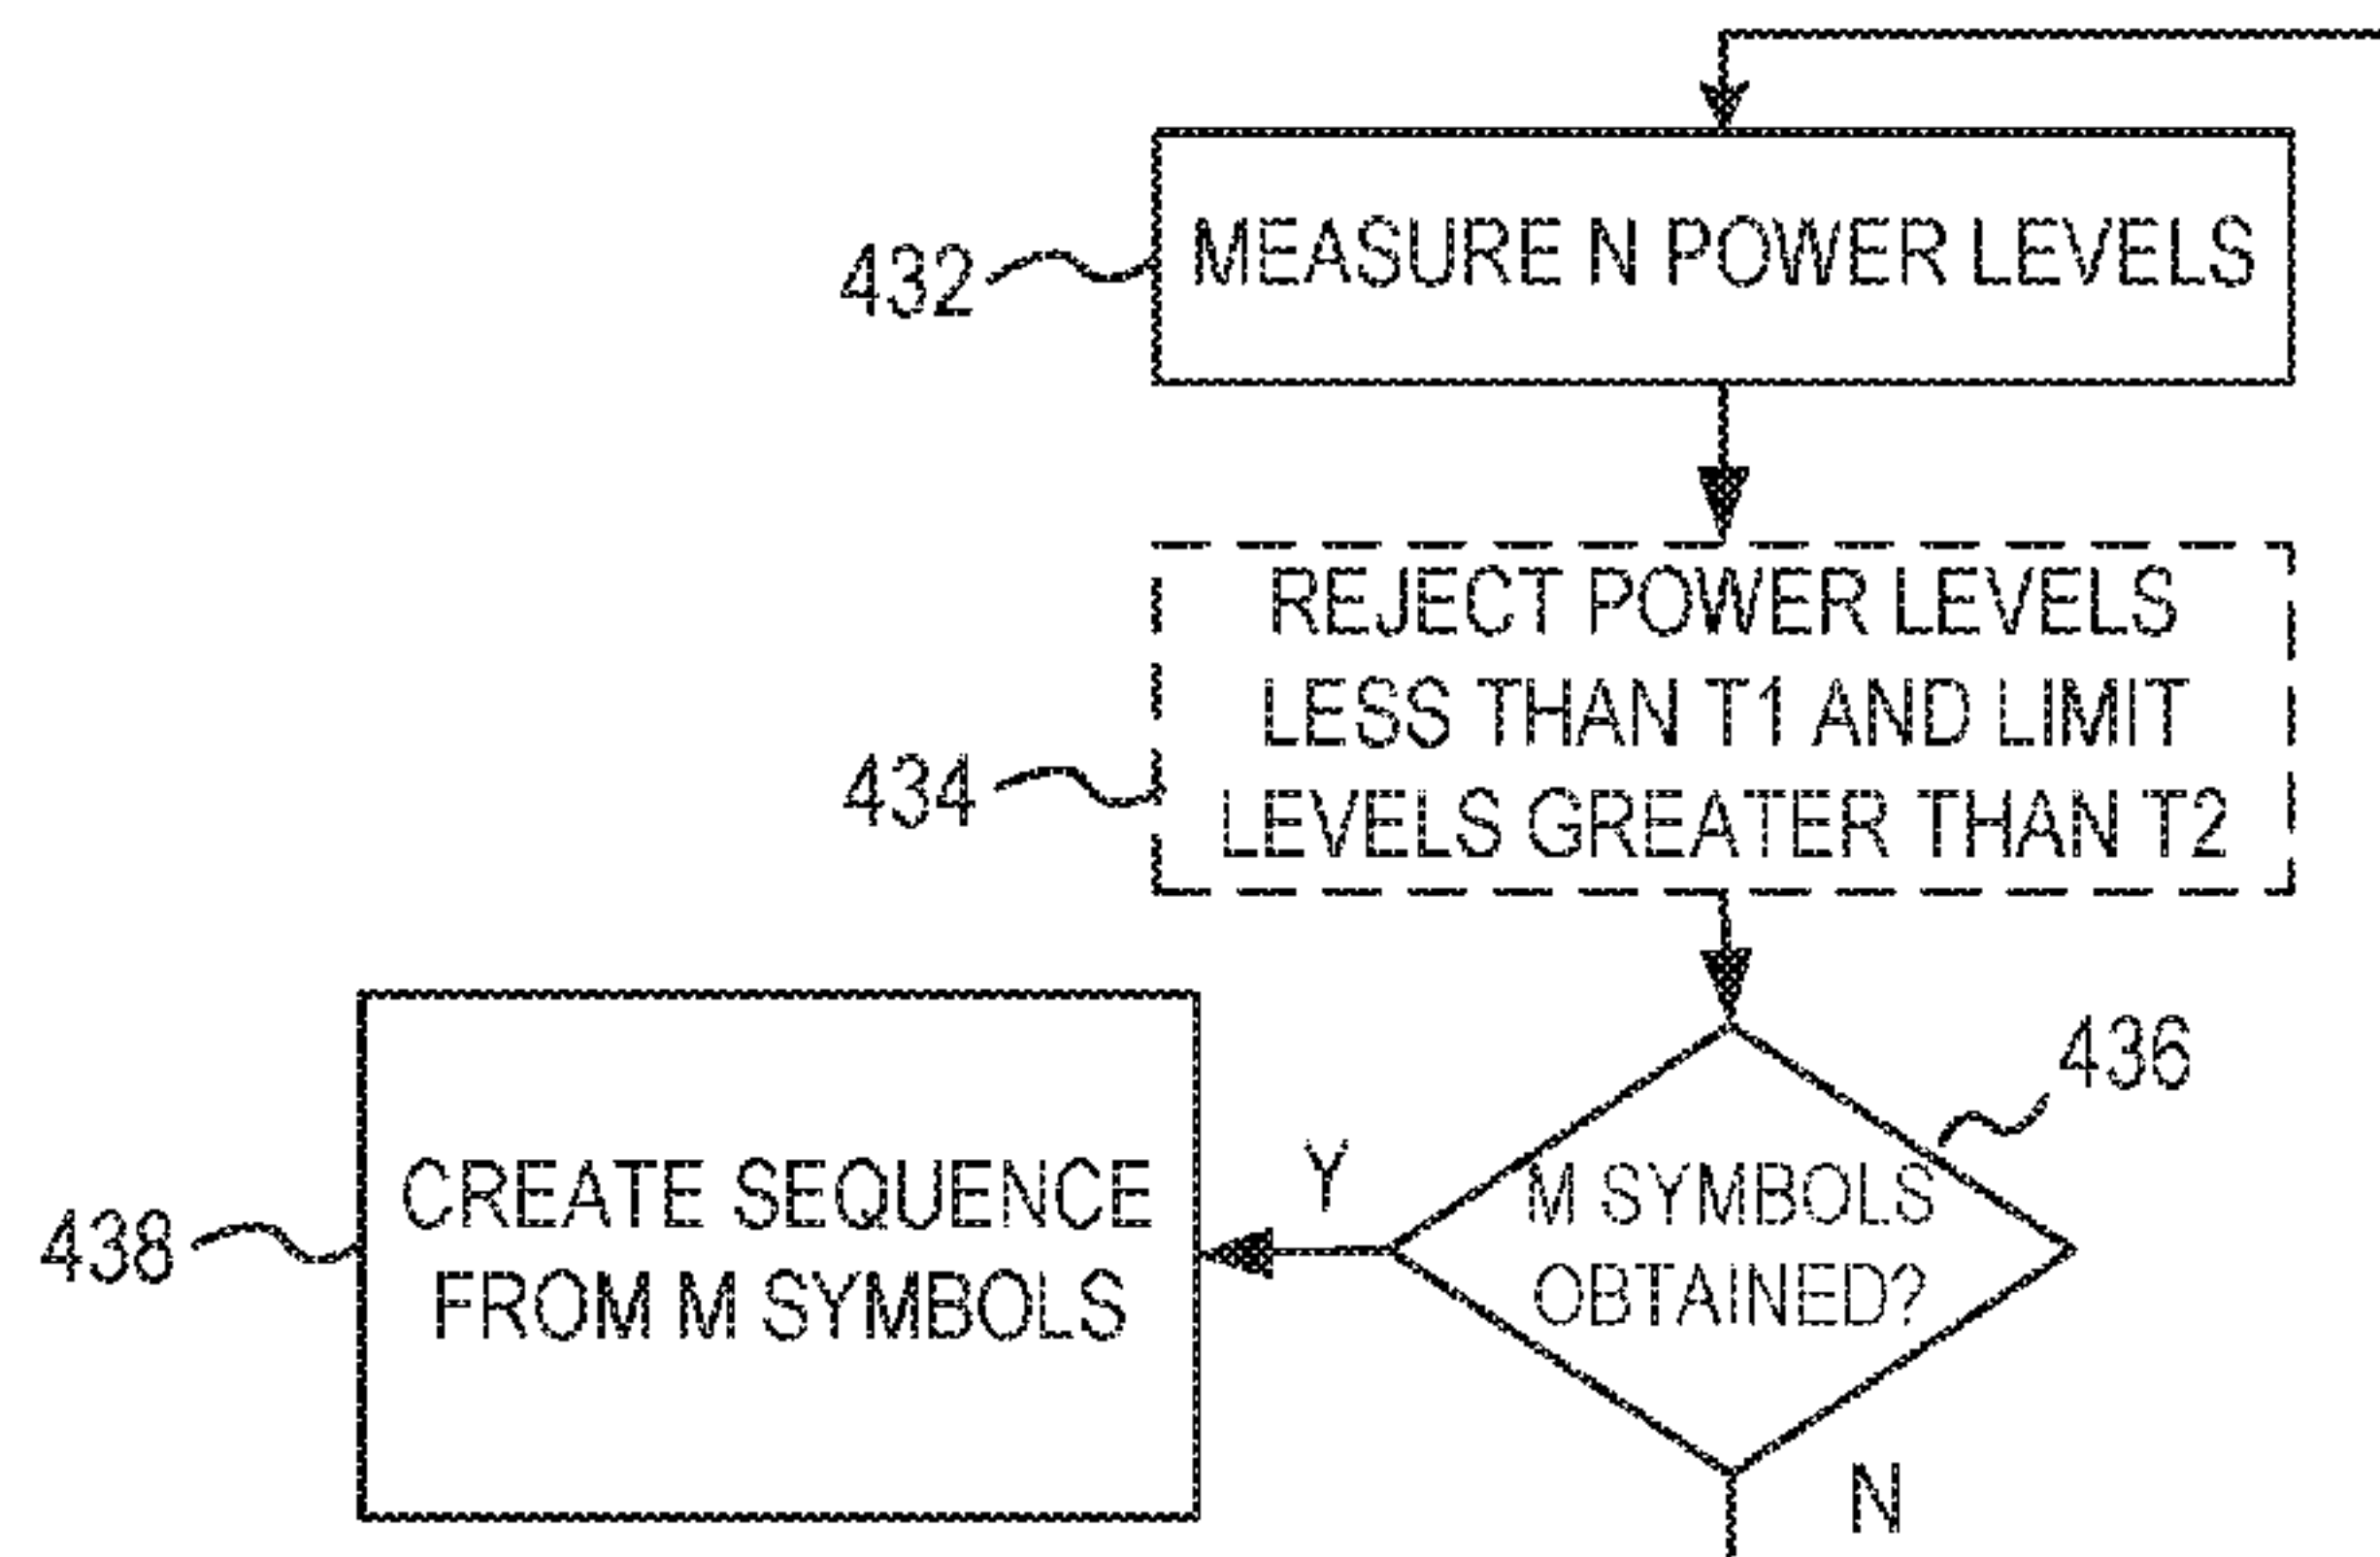 432
MEASURE N POWER LEVELS
434
REJECT POWER LEVELS
LESS THAN T1 AND LIMIT
LEVELS GREATER THAN T2
436
M SYMBOLS
OBTAINED?
Y
N
438
CREATE SEQUENCE
FROM M SYMBOLS